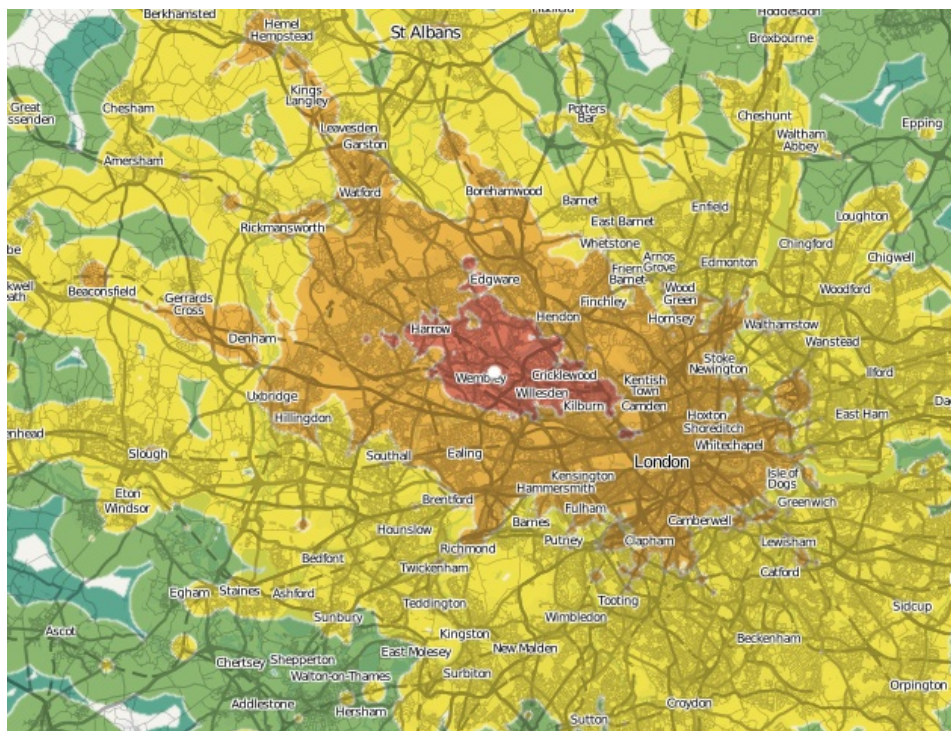 Berkhamsted
Hoddesdon
Hemel
Hempstead
St Albans
Broxbourne
Kings
Langley
Great
ssenden
Chesham
Potters
Bar
Cheshunt
Leavesden
Epping
Waltham
Abbey
Garston
Amersham
Watford
Borehamwood
Barnet
Enfield
Rickmansworth
East Barnet
Loughton
be
Whetstone
Chingford
Arnos
Grove
Chigwell
Friern
Barnet
Edmonton
Edgware
kwell
eath
Beaconsfield
Wood
Green
Woodford
Gerrards
Cross
Finchley
Hendon
Hornsey
Harrow
Walthamstow
Denham
Wanstead
Stoke
Newington
Wembley
Cricklewood
Kentish
Town
Ilford
Uxbridge
Willesden
Kilburn
Camden
Da
Hillingdon
Hoxton
East Ham
Shoreditch
enhead
Whitechapel
Slough
Southall
Ealing
London
Kensington
Isle of
Dogs
Hammersmith
Eton
Windsor
Brentford
Fulham
Greenwich
Hounslow
Barnes
Camberwell
Richmond
Putney
Clapham
Lewisham
Bedfont
Twickenham
Catford
Egham
Staines
Ashford
Teddington
Tooting
Sidcup
Sunbury
Wimbledon
Ascot
Kingston
Beckenham
East Molesey
New Malden
Chertsey
Shepperton
Walton-on-Thames
Surbiton
Orpington
Addlestone
Hersham
Croydon
Sutton